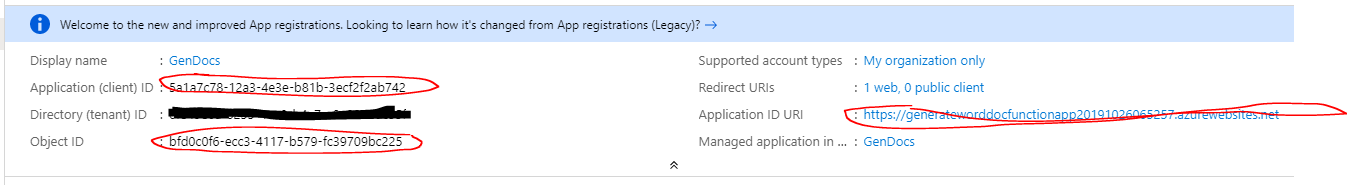 Welcome to the new and improved App registrations. Looking to learn how it's changed from App registrations (Legacy)? →
Display name : GenDocs
Application (client) ID : 5a1a7c78-12a3-4e3e-b81b-3ecf2f2ab742
Directory (tenant) ID :
Object ID : bfd0c0f6-ecc3-4117-b579-fc39709bc225
Supported account types : My organization only
Redirect URIs : 1 web, 0 public client
Application ID URI : https://generateworddocfunctionapp20191026065257.azurewebsites.net
Managed application in ... : GenDocs